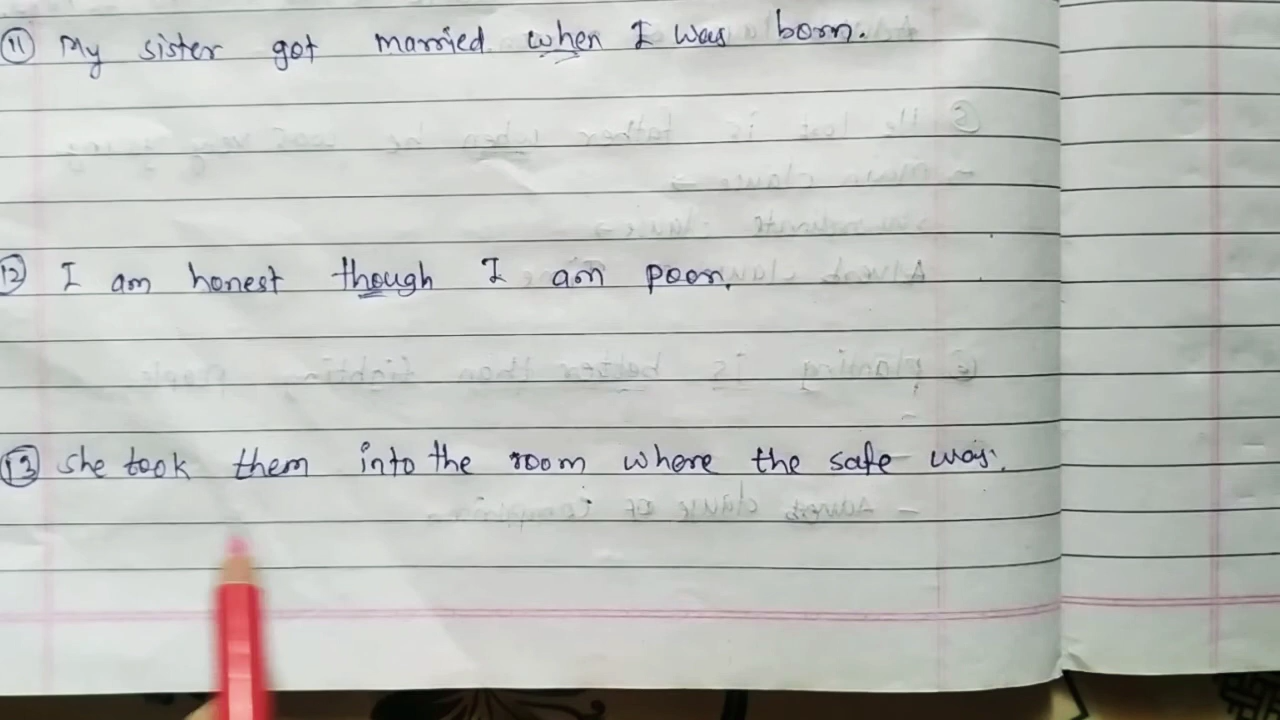 11 My sister got married when I was born.
12 I am honest though I am poor.
13 she took them into the room where the safe was.